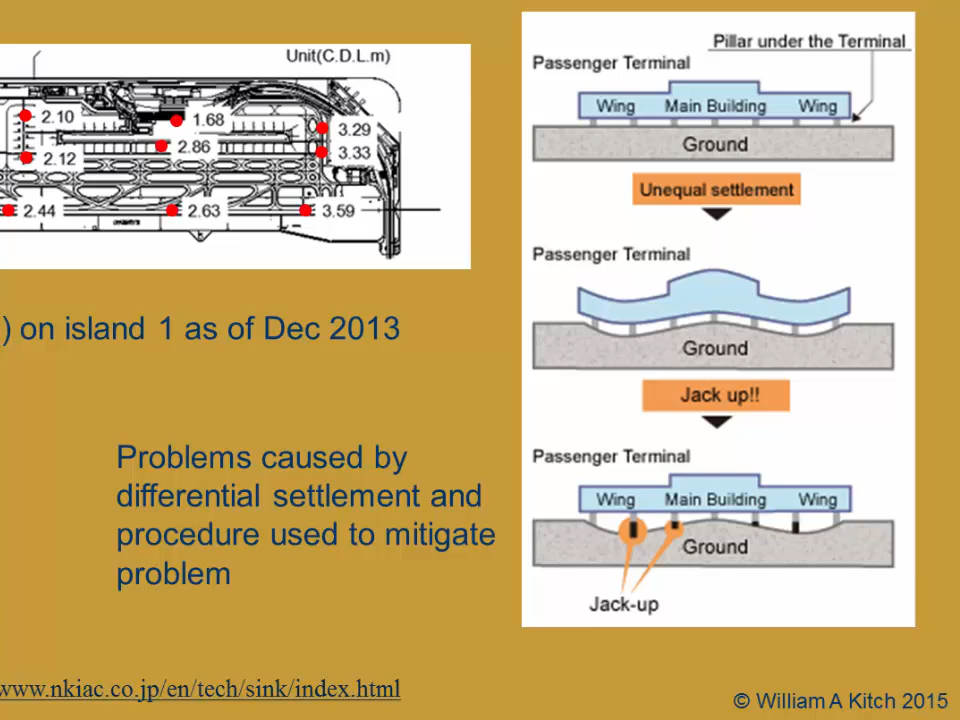 Unit(C.D.L.m)
2.10
1.68
3.29
2.86
3.33
2.12
2.44
2.63
3.59
) on island 1 as of Dec 2013
Problems caused by
differential settlement and
procedure used to mitigate
problem
www.nkiac.co.jp/en/tech/sink/index.html
Pillar under the Terminal
Passenger Terminal
Wing Main Building Wing
Ground
Unequal settlement
Passenger Terminal
Ground
Jack up!!
Passenger Terminal
Wing Main Building Wing
Ground
Jack-up
© William A Kitch 2015